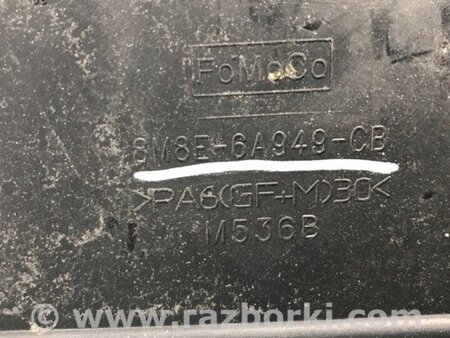 FoMoCo
8M8E-6A949-CB
>PA6(GF+M)30<
M536B
www.razborki.com